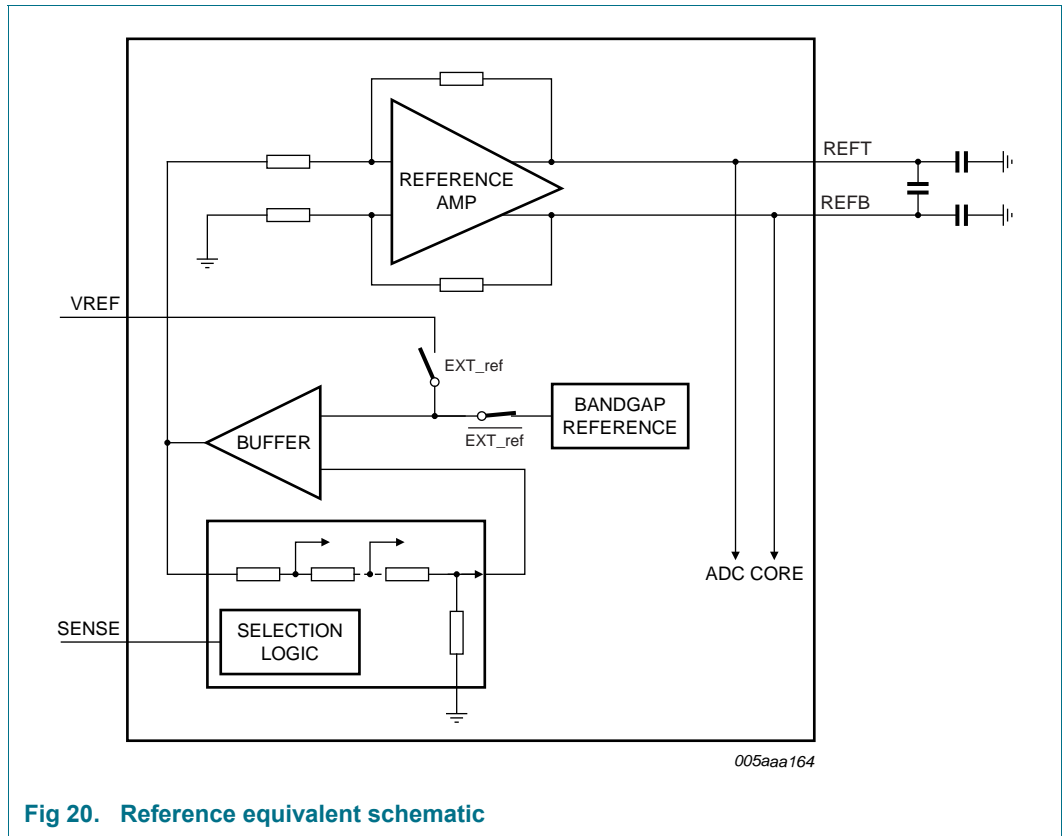 REFERENCE
AMP
REFT
REFB
VREF
EXT_ref
BANDGAP
REFERENCE
EXT_ref
BUFFER
ADC CORE
SENSE
SELECTION
LOGIC
005aaa164
Fig 20. Reference equivalent schematic